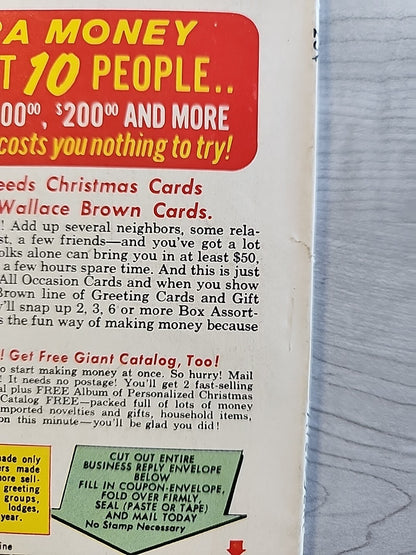 RA MONEY
T 10 PEOPLE..
00⁰⁰, $200⁰⁰ AND MORE
costs you nothing to try!
eeds Christmas Cards
Wallace Brown Cards.
! Add up several neighbors, some rela-
st, a few friends—and you've got a lot
olks alone can bring you in at least $50,
a few hours spare time. And this is just
All Occasion Cards and when you show
Brown line of Greeting Cards and Gift
y'll snap up 2, 3, 6 or more Box Assort-
s the fun way of making money because
! Get Free Giant Catalog, Too!
o start making money at once. So hurry! Mail
! It needs no postage! You'll get 2 fast-selling
al plus FREE Album of Personalized Christmas
Catalog FREE—packed full of lots of money
mported novelties and gifts, household items,
on this minute—you'll be glad you did!
made only
ers made
more sell-
greeting
groups,
lodges,
year.
CUT OUT ENTIRE
BUSINESS REPLY ENVELOPE
BELOW
FILL IN COUPON-ENVELOPE,
FOLD OVER FIRMLY,
SEAL (PASTE OR TAPE)
AND MAIL TODAY
No Stamp Necessary
ine